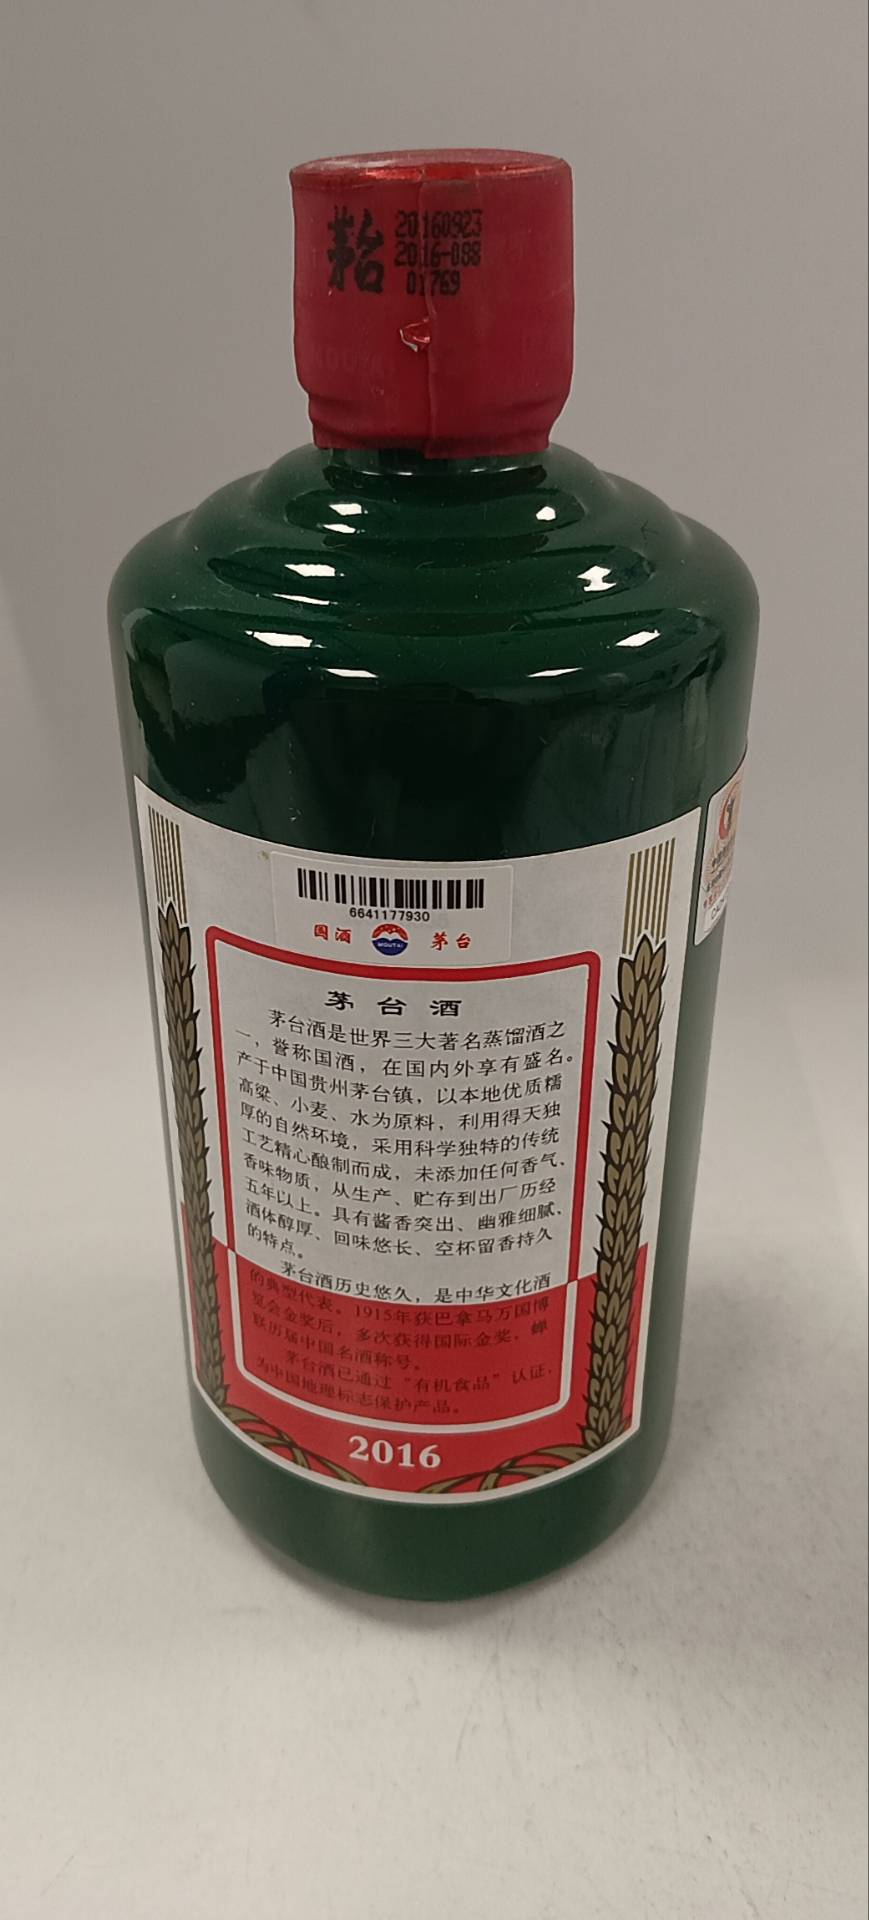 茅台
20160923
2016-088
01769
6641177930
国酒 MOUTAI 茅台
茅台酒
茅台酒是世界三大著名蒸馏酒之
一，誉称国酒，在国内外享有盛名。
产于中国贵州茅台镇，以本地优质糯
高粱、小麦、水为原料，利用得天独
厚的自然环境，采用科学独特的传统
工艺精心酿制而成，未添加任何香气、
香味物质，从生产、贮存到出厂历经
五年以上。具有酱香突出、幽雅细腻、
酒体醇厚、回味悠长、空杯留香持久
的特点。
茅台酒历史悠久，是中华文化酒
的典型代表。1915年获巴拿马万国博
览会金奖后，多次获得国际金奖，蝉
联历届中国名酒称号。
茅台酒已通过“有机食品”认证，
为中国地理标志保护产品。
2016